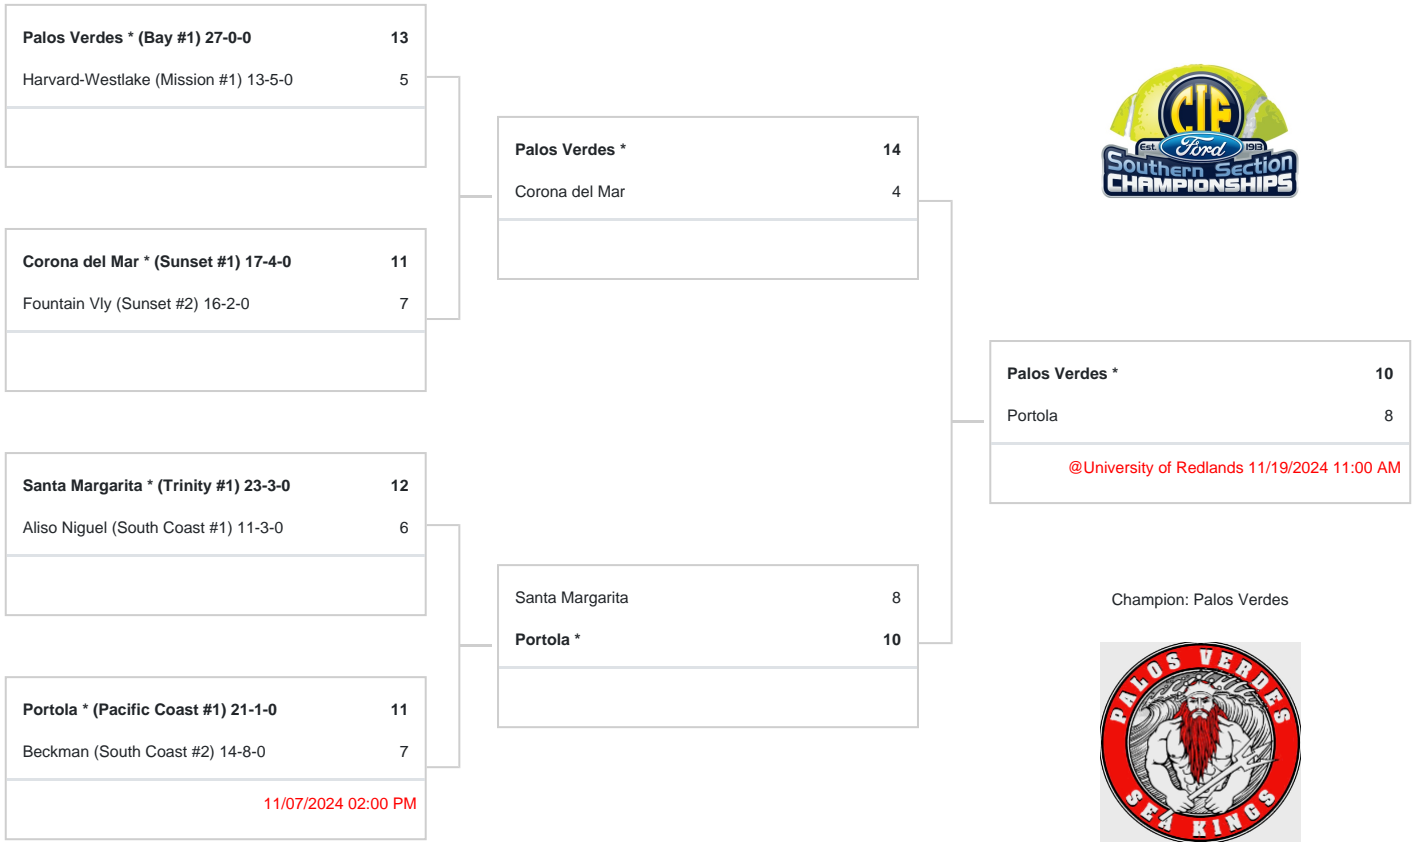 Palos Verdes * (Bay #1) 27-0-0 13
Harvard-Westlake (Mission #1) 13-5-0 5
Corona del Mar * (Sunset #1) 17-4-0 11
Fountain Vly (Sunset #2) 16-2-0 7
Santa Margarita * (Trinity #1) 23-3-0 12
Aliso Niguel (South Coast #1) 11-3-0 6
Portola * (Pacific Coast #1) 21-1-0 11
Beckman (South Coast #2) 14-8-0 7
11/07/2024 02:00 PM
Palos Verdes * 14
Corona del Mar 4
Santa Margarita 8
Portola * 10
CIF
Est. Ford 1913
Southern Section
CHAMPIONSHIPS
Palos Verdes * 10
Portola 8
@University of Redlands 11/19/2024 11:00 AM
Champion: Palos Verdes
PALOS VERDES
SEA KINGS